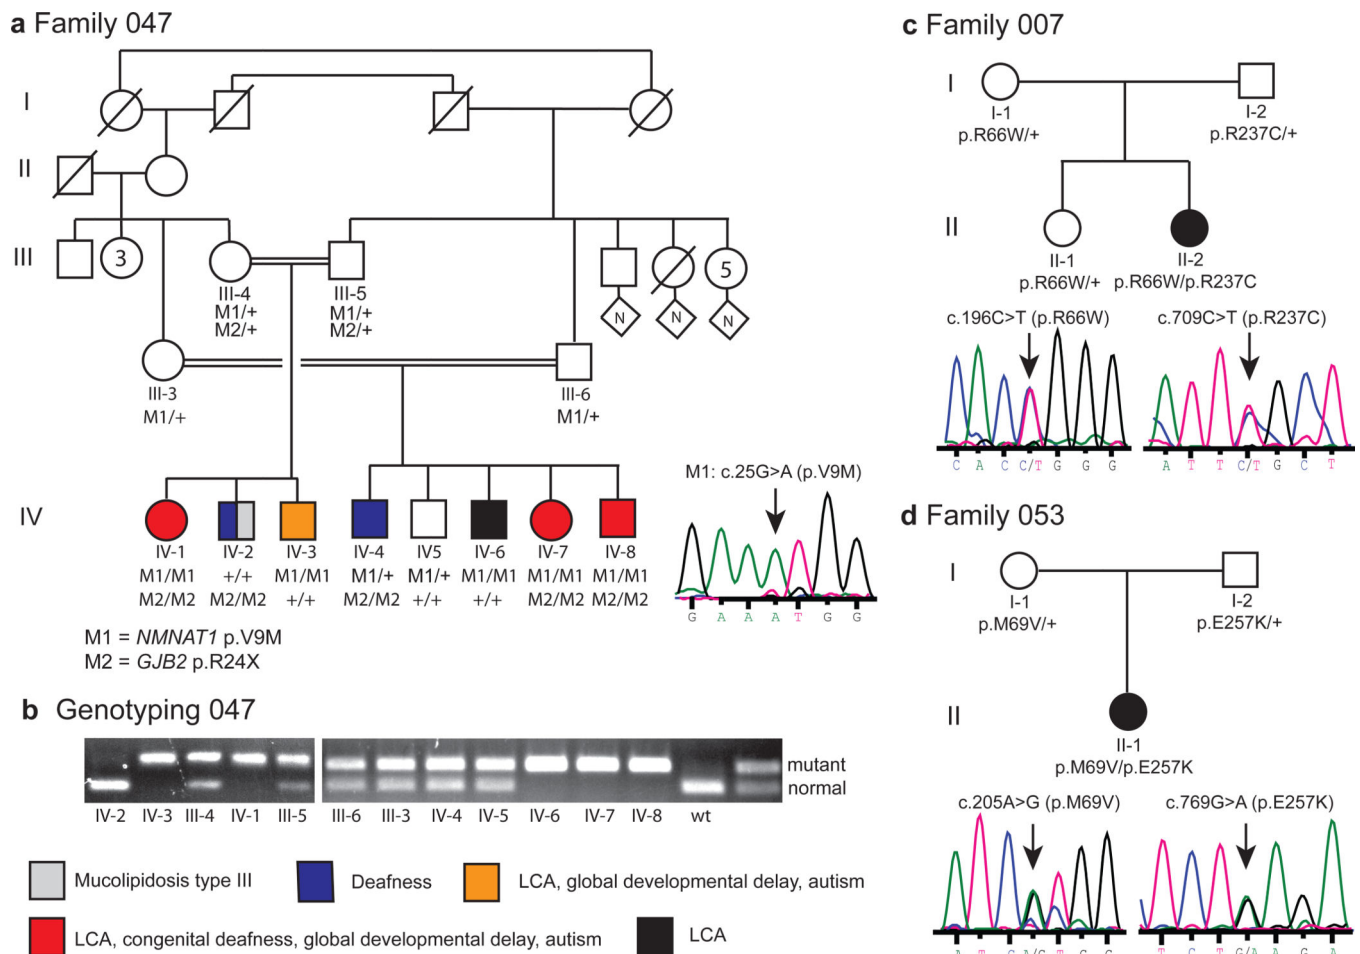 a Family 047
I
II
III
3
5
N
N
N
III-4
M1/+
M2/+
III-5
M1/+
M2/+
III-3
M1/+
III-6
M1/+
IV
IV-1
M1/M1
M2/M2
IV-2
+/+
M2/M2
IV-3
M1/M1
+/+
IV-4
M1/+
M2/M2
IV5
M1/+
+/+
IV-6
M1/M1
+/+
IV-7
M1/M1
M2/M2
IV-8
M1/M1
M2/M2
M1 = NMNAT1 p.V9M
M2 = GJB2 p.R24X
M1: c.25G>A (p.V9M)
G A A A T G G
b Genotyping 047
mutant
normal
IV-2 IV-3 III-4 IV-1 III-5 III-6 III-3 IV-4 IV-5 IV-6 IV-7 IV-8 wt
Mucolipidosis type III
Deafness
LCA, global developmental delay, autism
LCA, congenital deafness, global developmental delay, autism
LCA
c Family 007
I
I-1
p.R66W/+
I-2
p.R237C/+
II
II-1
p.R66W/+
II-2
p.R66W/p.R237C
c.196C>T (p.R66W)
C A C C/T G G G
c.709C>T (p.R237C)
A T T C/T G C T
d Family 053
I
I-1
p.M69V/+
I-2
p.E257K/+
II
II-1
p.M69V/p.E257K
c.205A>G (p.M69V)
A T C A/G T G G
c.769G>A (p.E257K)
T C T G/A A G A